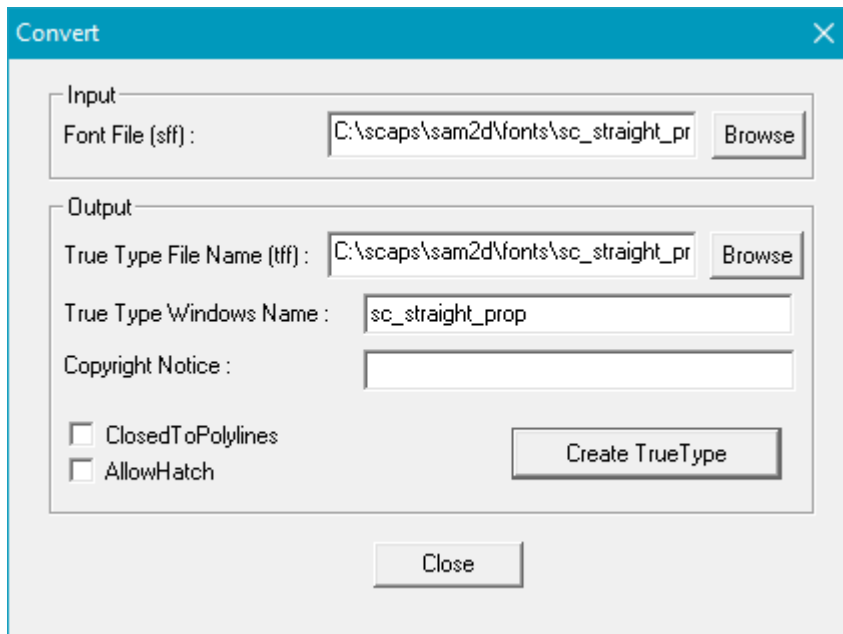 Convert
Input
Font File (sff) : C:\scaps\sam2d\fonts\sc_straight_pr Browse
Output
True Type File Name (tff) : C:\scaps\sam2d\fonts\sc_straight_pr Browse
True Type Windows Name : sc_straight_prop
Copyright Notice :
ClosedToPolylines
AllowHatch
Create TrueType
Close